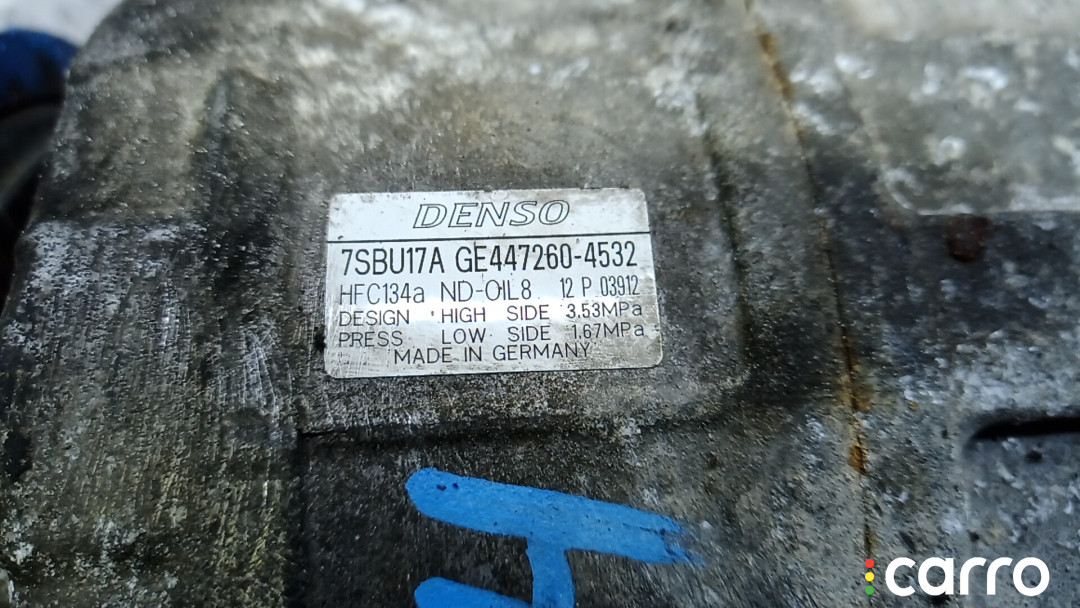 DENSO
7SBU17A GE447260-4532
HFC134a ND-OIL8 12 P 03912
DESIGN HIGH SIDE 3.53MPa
PRESS LOW SIDE 1.67MPa
MADE IN GERMANY
carro